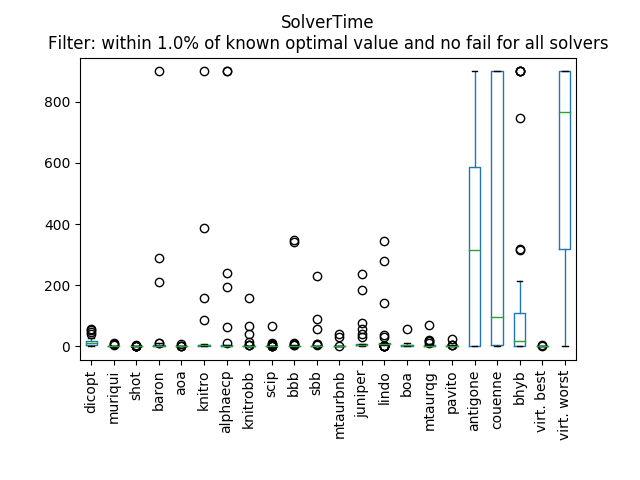 SolverTime
Filter: within 1.0% of known optimal value and no fail for all solvers
800
600
400
200
0
dicopt
muriqui
shot
baron
aoa
knitro
alphaecp
knitrobb
scip
bbb
sbb
mtaurbnb
juniper
lindo
boa
mtaurqg
pavito
antigone
couenne
bhyb
virt. best
virt. worst